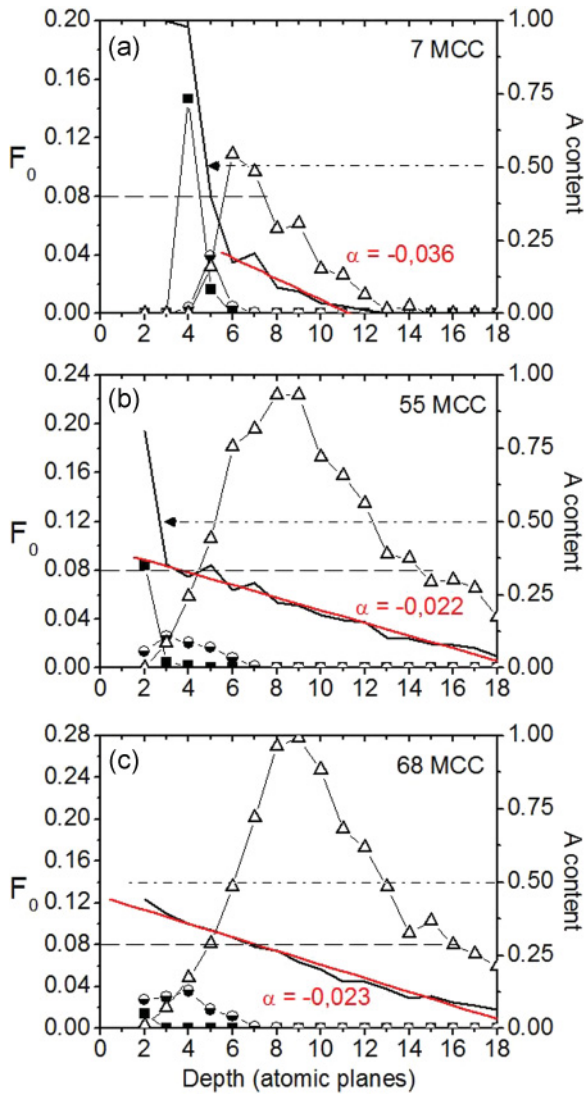 (a)
7 MCC
F0
A content
0.20
0.16
0.12
0.08
0.04
0.00
1.00
0.75
0.50
0.25
0.00
α = -0,036
0 2 4 6 8 10 12 14 16 18
(b)
55 MCC
F0
A content
0.24
0.20
0.16
0.12
0.08
0.04
0.00
1.00
0.75
0.50
0.25
0.00
α = -0,022
0 2 4 6 8 10 12 14 16 18
(c)
68 MCC
F0
A content
0.28
0.24
0.20
0.16
0.12
0.08
0.04
0.00
1.00
0.75
0.50
0.25
0.00
α = -0,023
0 2 4 6 8 10 12 14 16 18
Depth (atomic planes)